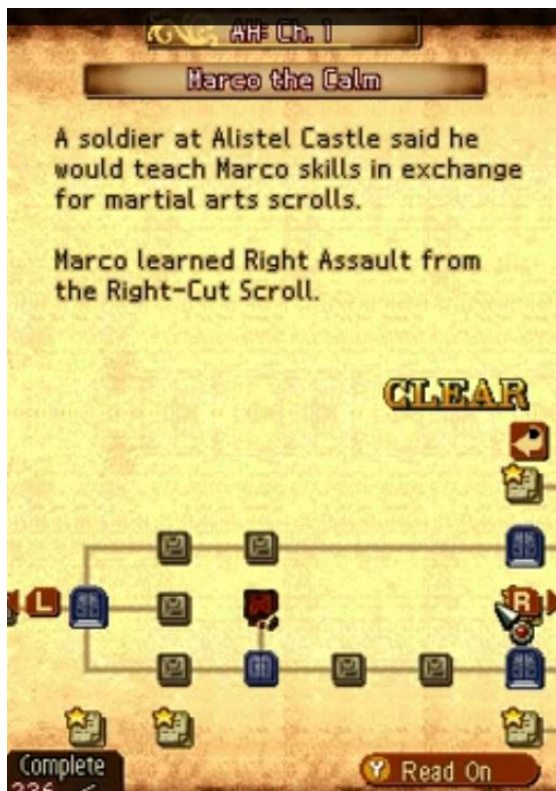 AH: Ch. 1
Marco the Calm
A soldier at Alistel Castle said he
would teach Marco skills in exchange
for martial arts scrolls.
Marco learned Right Assault from
the Right-Cut Scroll.
CLEAR
L
R
Complete
236
Y Read On